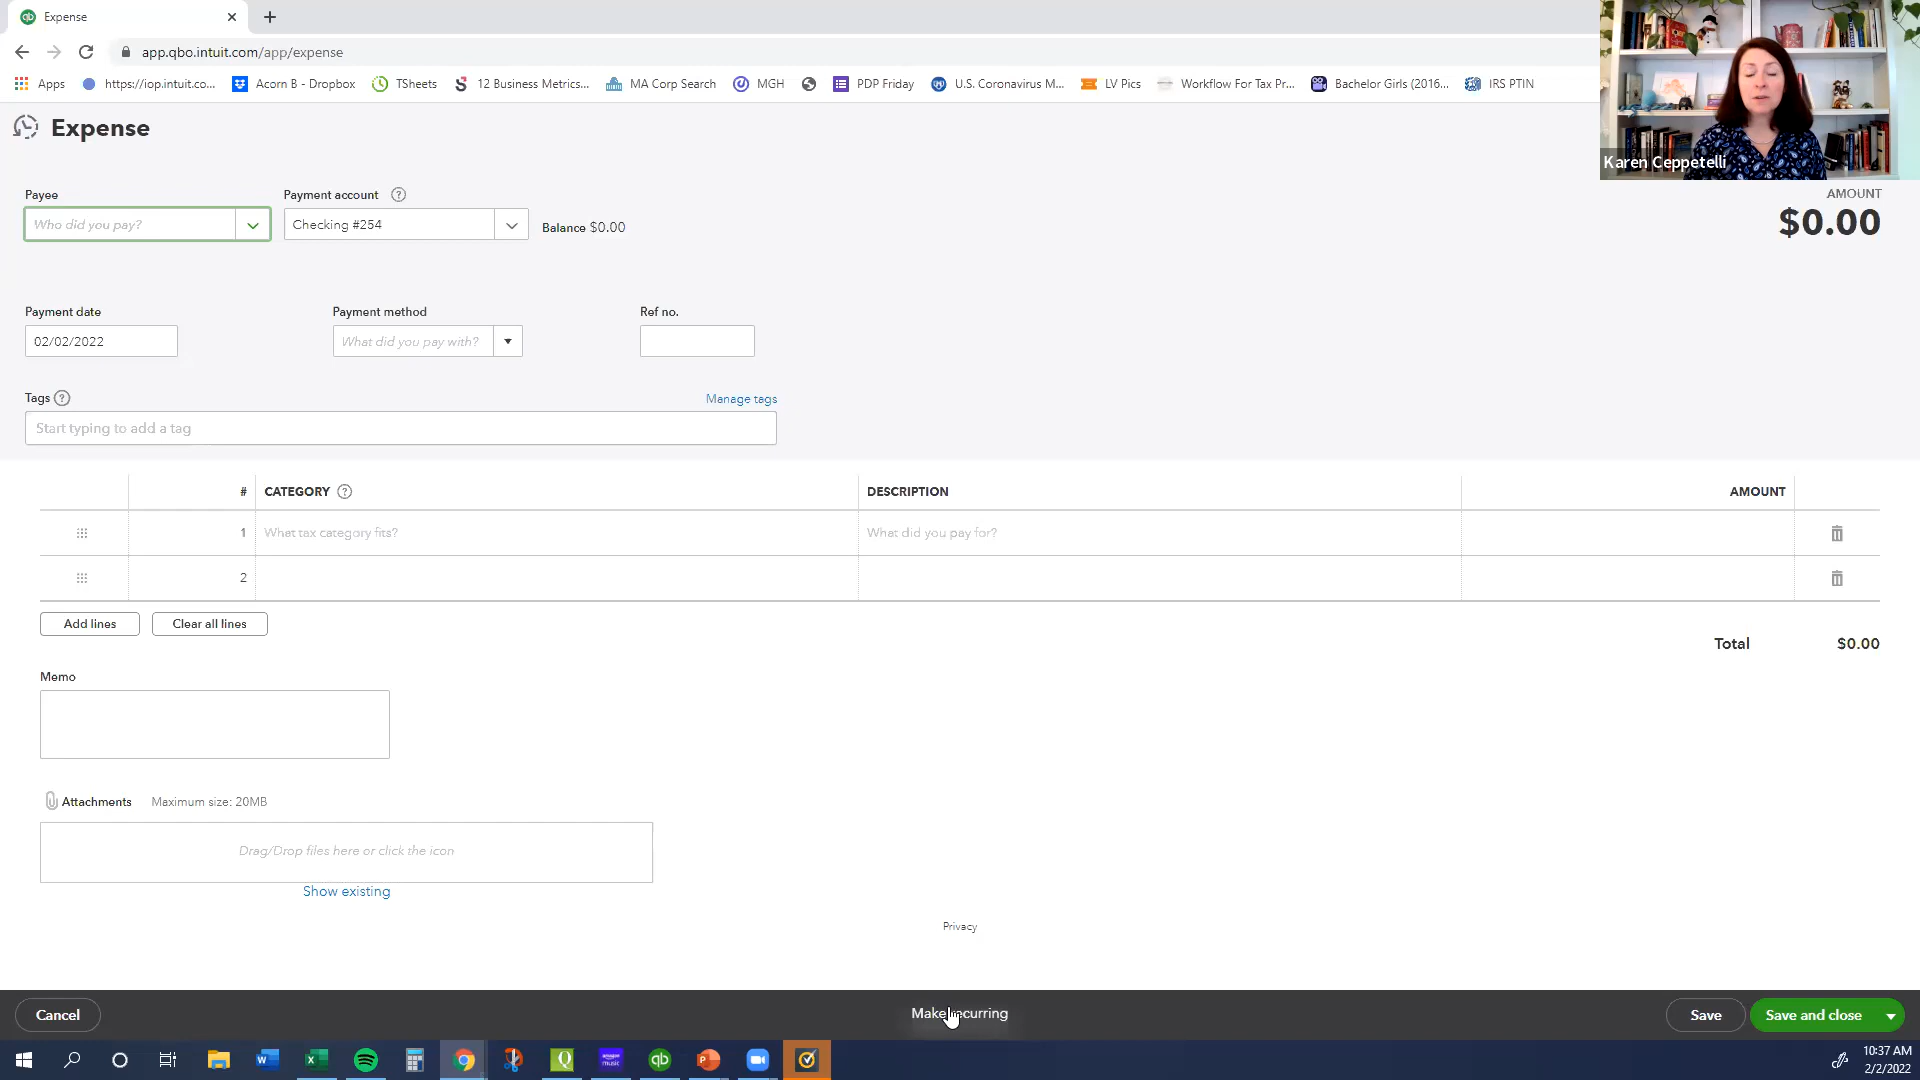 Expense
app.qbo.intuit.com/app/expense
Apps
https://iop.intuit.co...
Acorn B - Dropbox
TSheets
12 Business Metrics...
MA Corp Search
MGH
PDP Friday
U.S. Coronavirus M...
LV Pics
Workflow For Tax Pr...
Bachelor Girls (2016...
IRS PTIN
Karen Ceppetelli
Expense
Payee
Payment account
AMOUNT
Who did you pay?
Checking #254
Balance $0.00
$0.00
Payment date
Payment method
Ref no.
02/02/2022
What did you pay with?
Tags
Manage tags
Start typing to add a tag
# CATEGORY DESCRIPTION AMOUNT
1 What tax category fits? What did you pay for?
2
Add lines
Clear all lines
Total $0.00
Memo
Attachments Maximum size: 20MB
Drag/Drop files here or click the icon
Show existing
Privacy
Cancel
Make recurring
Save
Save and close
10:37 AM
2/2/2022